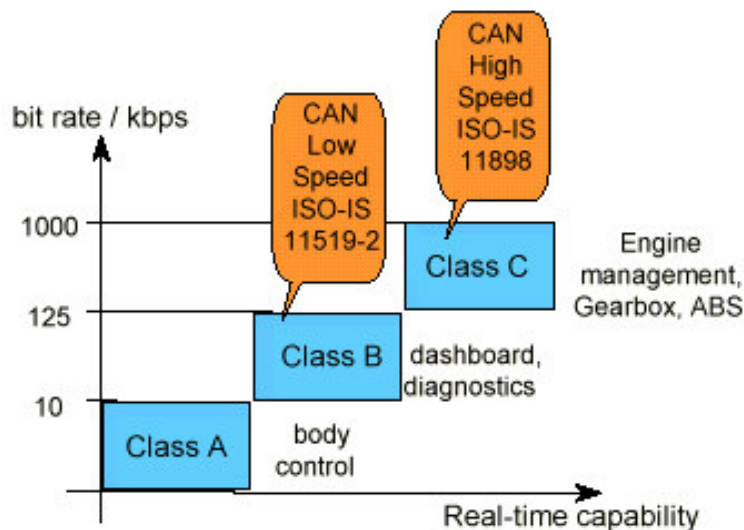 CAN
High
Speed
ISO-IS
11898
CAN
Low
Speed
ISO-IS
11519-2
bit rate / kbps
1000
125
10
Class C
Engine
management,
Gearbox, ABS
Class B
dashboard,
diagnostics
Class A
body
control
Real-time capability